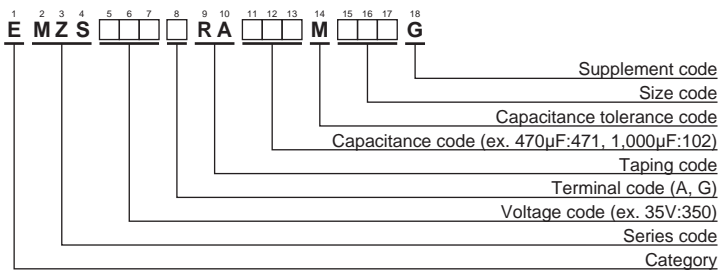 1 2 3 4 5 6 7 8 9 10 11 12 13 14 15 16 17 18
E MZS □□□ □ RA □□□ M □□□ G
Supplement code
Size code
Capacitance tolerance code
Capacitance code (ex. 470µF:471, 1,000µF:102)
Taping code
Terminal code (A, G)
Voltage code (ex. 35V:350)
Series code
Category